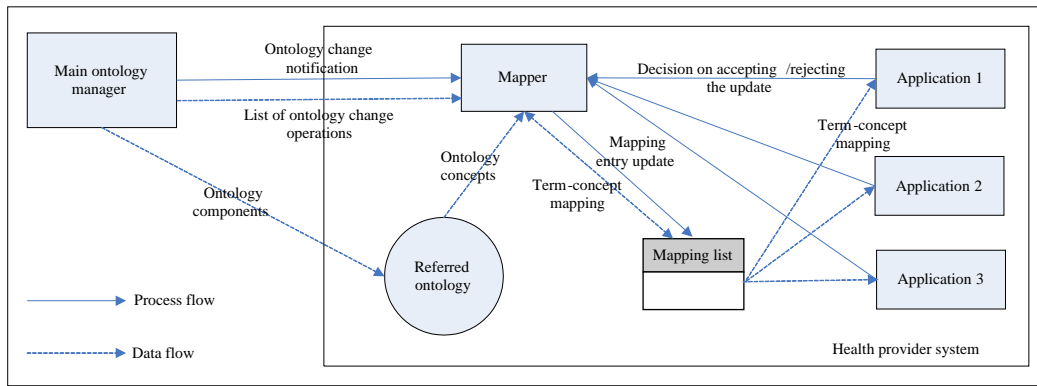 Main ontology
manager
Ontology change
notification
List of ontology change
operations
Mapper
Decision on accepting /rejecting
the update
Application 1
Term-concept
mapping
Application 2
Application 3
Mapping
entry update
Ontology
concepts
Term-concept
mapping
Ontology
components
Referred
ontology
Mapping list
Process flow
Data flow
Health provider system